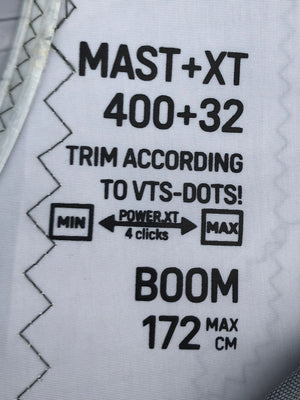 MAST+XT
400+32
TRIM ACCORDING
TO VTS-DOTS!
MIN POWER.XT MAX
4 clicks
BOOM
172 MAX CM